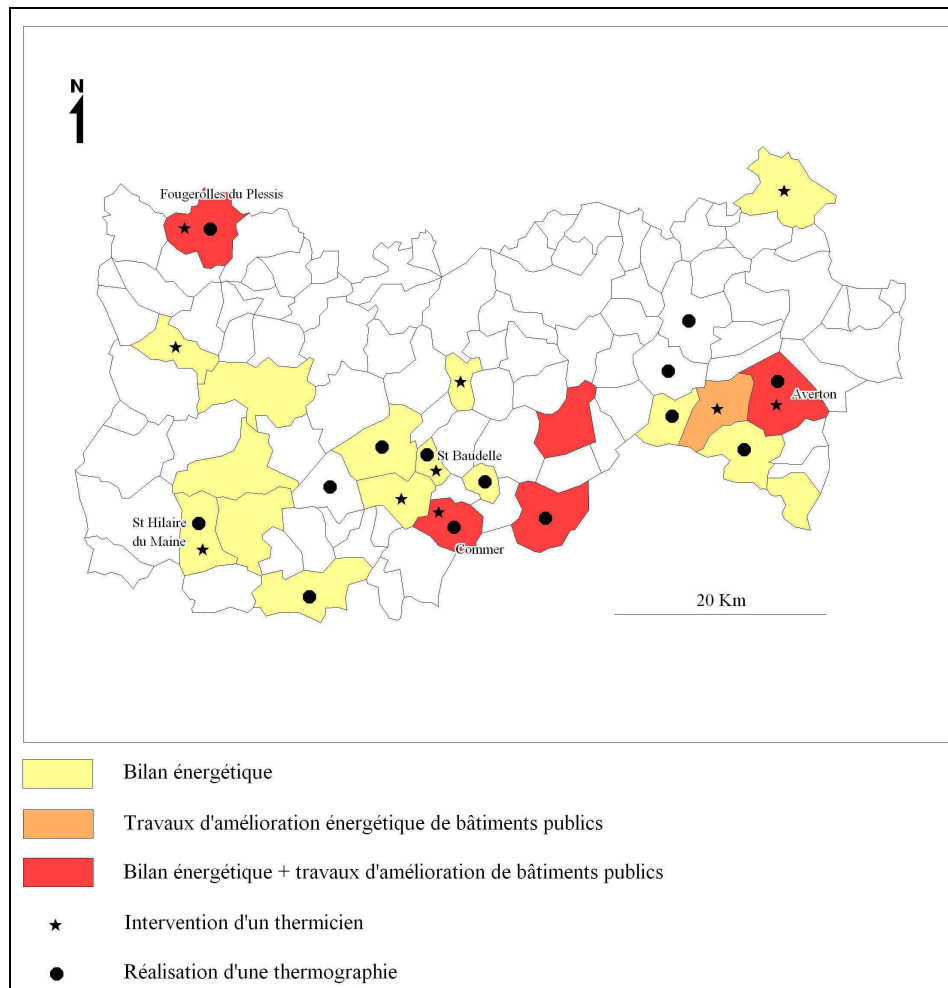 N
Fougerolles du Plessis
Averton
St Baudelle
St Hilaire
du Maine
Commer
20 Km
Bilan énergétique
Travaux d'amélioration énergétique de bâtiments publics
Bilan énergétique + travaux d'amélioration de bâtiments publics
Intervention d'un thermicien
Réalisation d'une thermographie